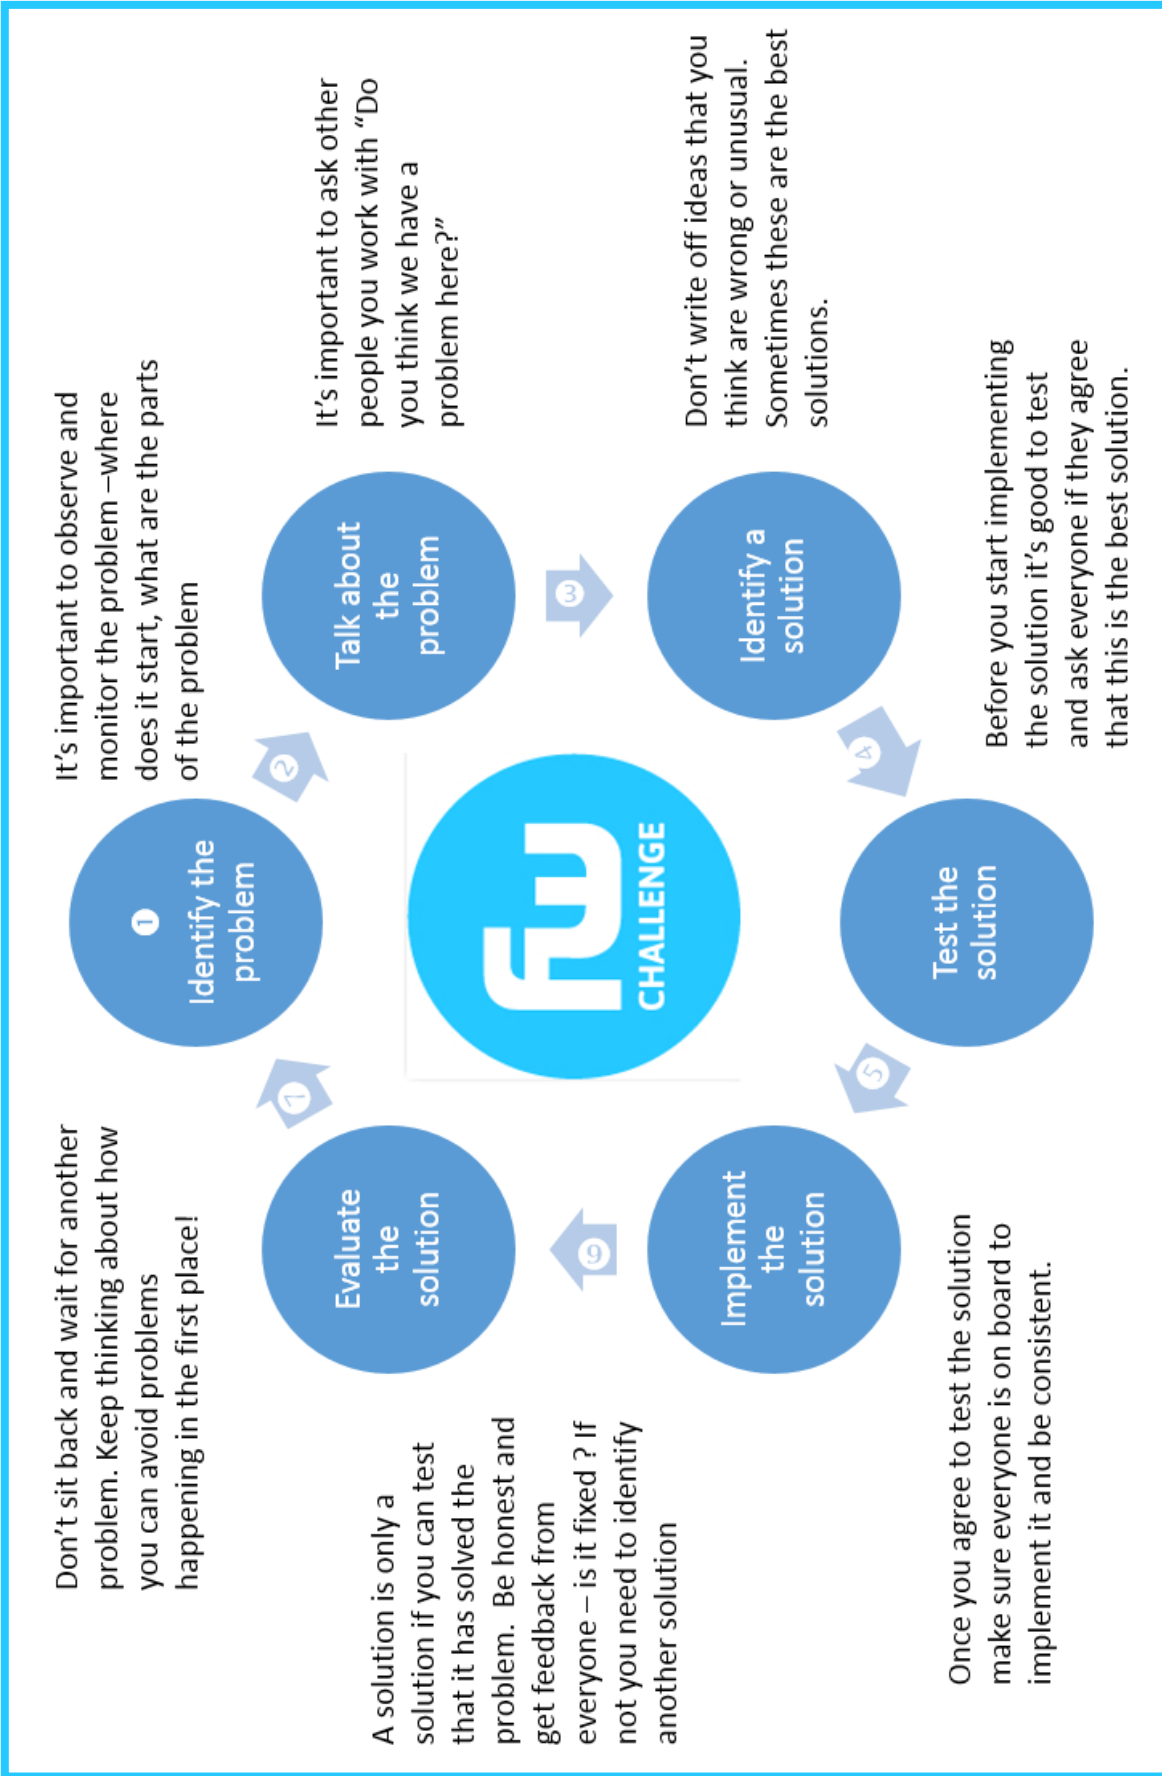 ①
Identify the
problem
It's important to observe and
monitor the problem –where
does it start, what are the parts
of the problem
2
Talk about
the
problem
It's important to ask other
people you work with “Do
you think we have a
problem here?”
3
Identify a
solution
Don't write off ideas that you
think are wrong or unusual.
Sometimes these are the best
solutions.
4
Test the
solution
Before you start implementing
the solution it's good to test
and ask everyone if they agree
that this is the best solution.
5
Implement
the
solution
Once you agree to test the solution
make sure everyone is on board to
implement it and be consistent.
6
Evaluate
the
solution
A solution is only a
solution if you can test
that it has solved the
problem.  Be honest and
get feedback from
everyone – is it fixed ? If
not you need to identify
another solution
7
Don't sit back and wait for another
problem. Keep thinking about how
you can avoid problems
happening in the first place!
fw
CHALLENGE